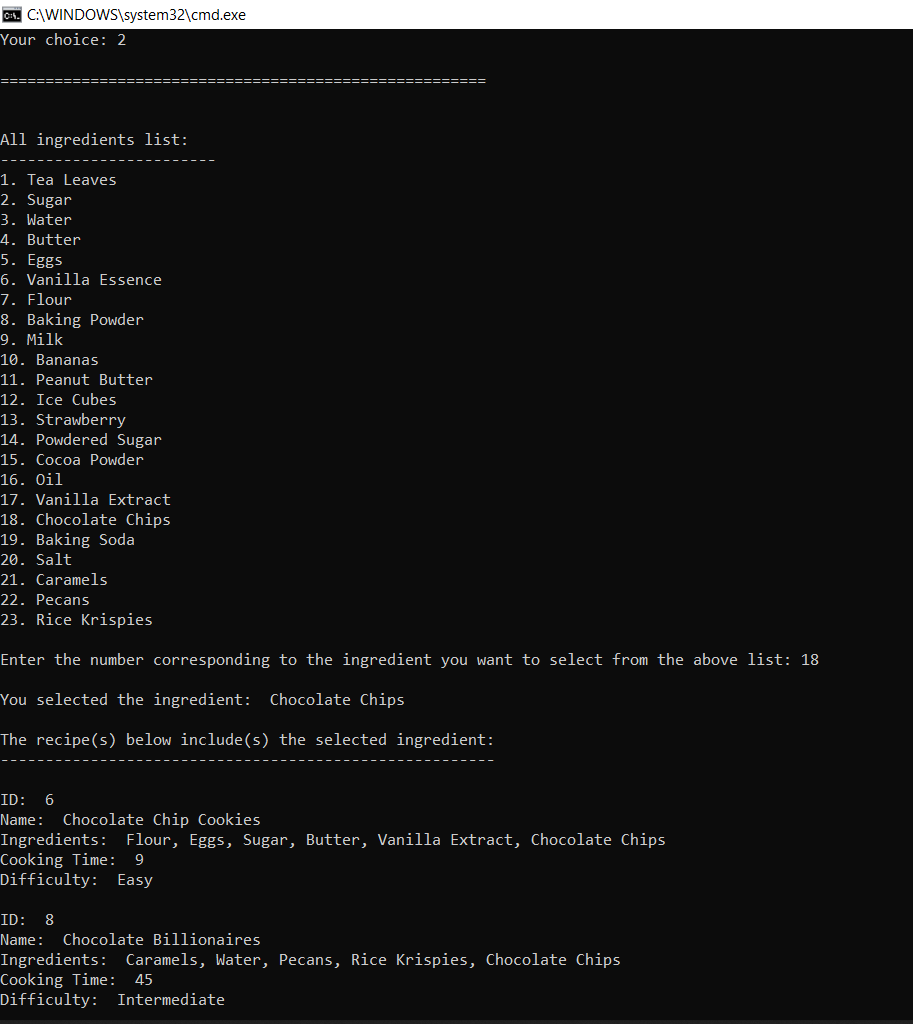 C:\WINDOWS\system32\cmd.exe
Your choice: 2
======================================================
All ingredients list:
------------------------
1. Tea Leaves
2. Sugar
3. Water
4. Butter
5. Eggs
6. Vanilla Essence
7. Flour
8. Baking Powder
9. Milk
10. Bananas
11. Peanut Butter
12. Ice Cubes
13. Strawberry
14. Powdered Sugar
15. Cocoa Powder
16. Oil
17. Vanilla Extract
18. Chocolate Chips
19. Baking Soda
20. Salt
21. Caramels
22. Pecans
23. Rice Krispies
Enter the number corresponding to the ingredient you want to select from the above list: 18
You selected the ingredient:  Chocolate Chips
The recipe(s) below include(s) the selected ingredient:
-------------------------------------------------------
ID:  6
Name:  Chocolate Chip Cookies
Ingredients:  Flour, Eggs, Sugar, Butter, Vanilla Extract, Chocolate Chips
Cooking Time:  9
Difficulty:  Easy
ID:  8
Name:  Chocolate Billionaires
Ingredients:  Caramels, Water, Pecans, Rice Krispies, Chocolate Chips
Cooking Time:  45
Difficulty:  Intermediate